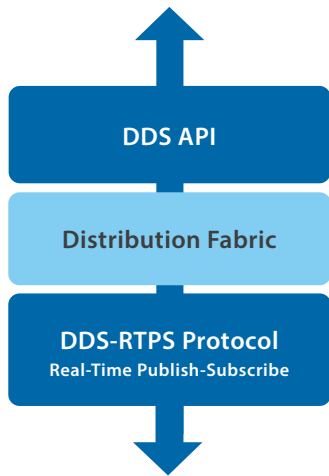 DDS API
Distribution Fabric
DDS-RTPS Protocol
Real-Time Publish-Subscribe